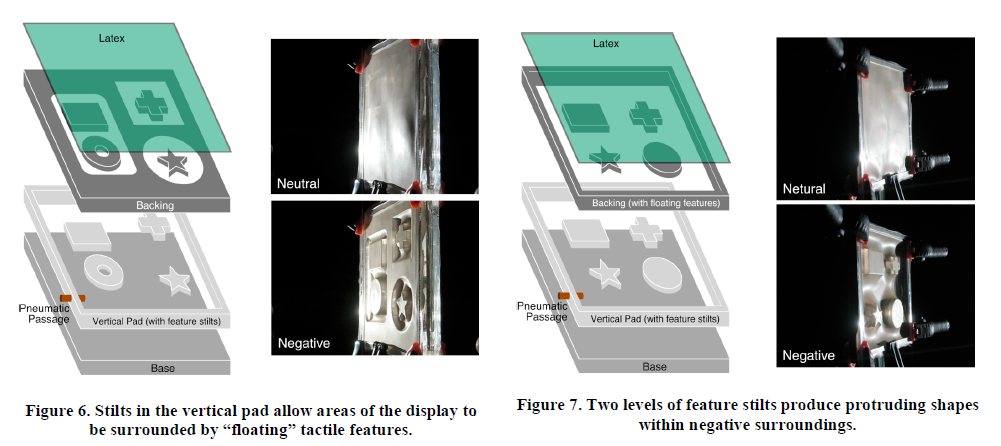 Latex
Backing
Pneumatic
Passage
Vertical Pad (with feature stilts)
Base
Neutral
Negative
Figure 6. Stilts in the vertical pad allow areas of the display to
be surrounded by “floating” tactile features.
Latex
Backing (with floating features)
Pneumatic
Passage
Vertical Pad (with feature stilts)
Base
Netural
Negative
Figure 7. Two levels of feature stilts produce protruding shapes
within negative surroundings.